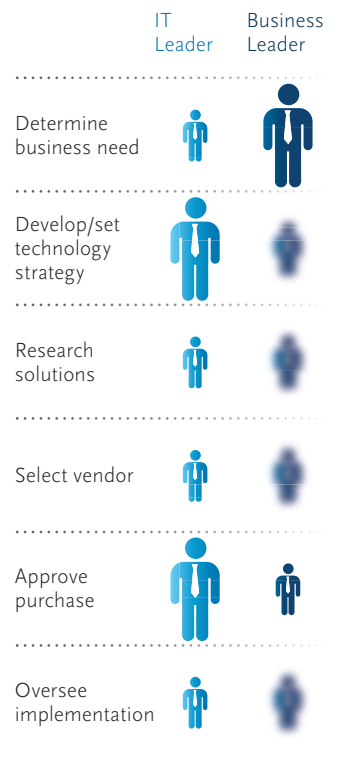 IT
Leader
Business
Leader
Determine
business need
Develop/set
technology
strategy
Research
solutions
Select vendor
Approve
purchase
Oversee
implementation